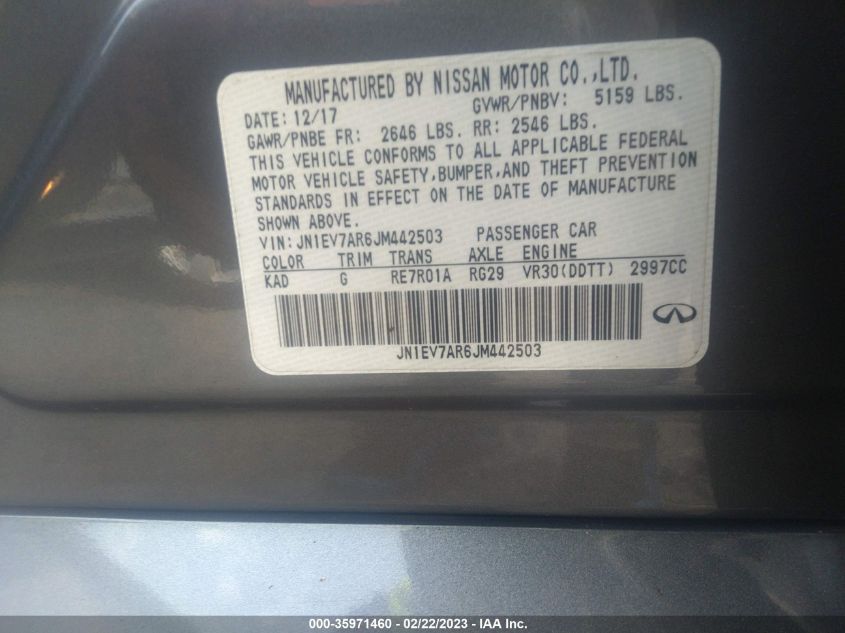 MANUFACTURED BY NISSAN MOTOR CO.,LTD.
DATE: 12/17 GVWR/PNBV: 5159 LBS.
GAWR/PNBE FR: 2646 LBS. RR: 2546 LBS.
THIS VEHICLE CONFORMS TO ALL APPLICABLE FEDERAL
MOTOR VEHICLE SAFETY,BUMPER,AND THEFT PREVENTION
STANDARDS IN EFFECT ON THE DATE OF MANUFACTURE
SHOWN ABOVE.
VIN: JN1EV7AR6JM442503 PASSENGER CAR
COLOR TRIM TRANS AXLE ENGINE
KAD G RE7R01A RG29 VR30(DDTT) 2997CC
JN1EV7AR6JM442503
000-35971460 - 02/22/2023 - IAAI.com